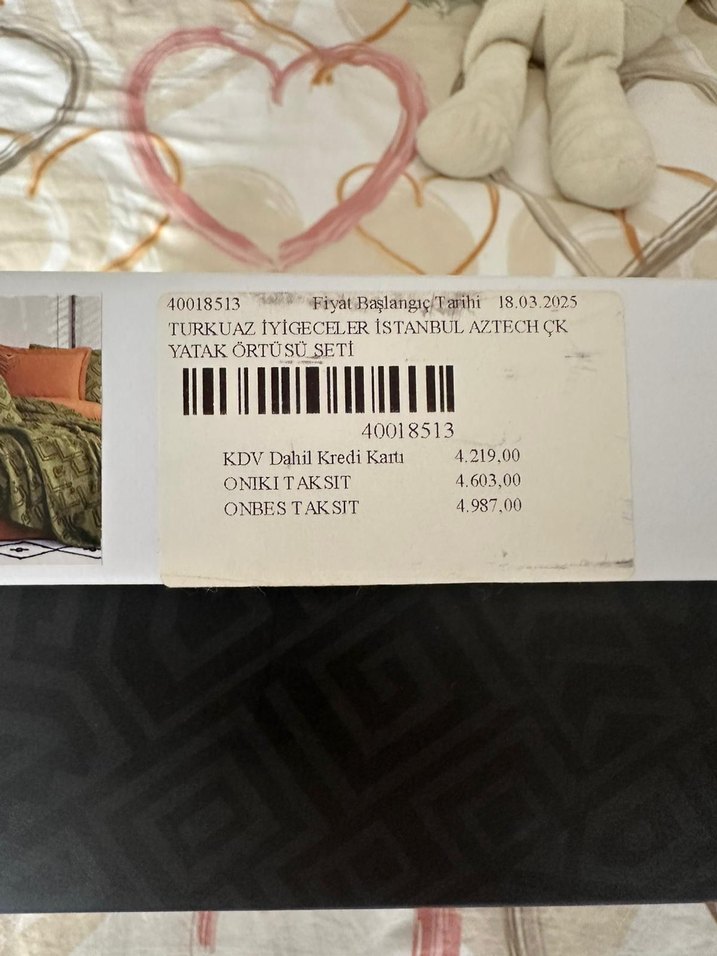 40018513 Fiyat Başlangıç Tarihi 18.03.2025
TURKUAZ İYİGECELER İSTANBUL AZTECH ÇK
YATAK ÖRTÜSÜ SETİ
40018513
KDV Dahil Kredi Kartı 4.219,00
ONIKI TAKSIT 4.603,00
ONBES TAKSIT 4.987,00